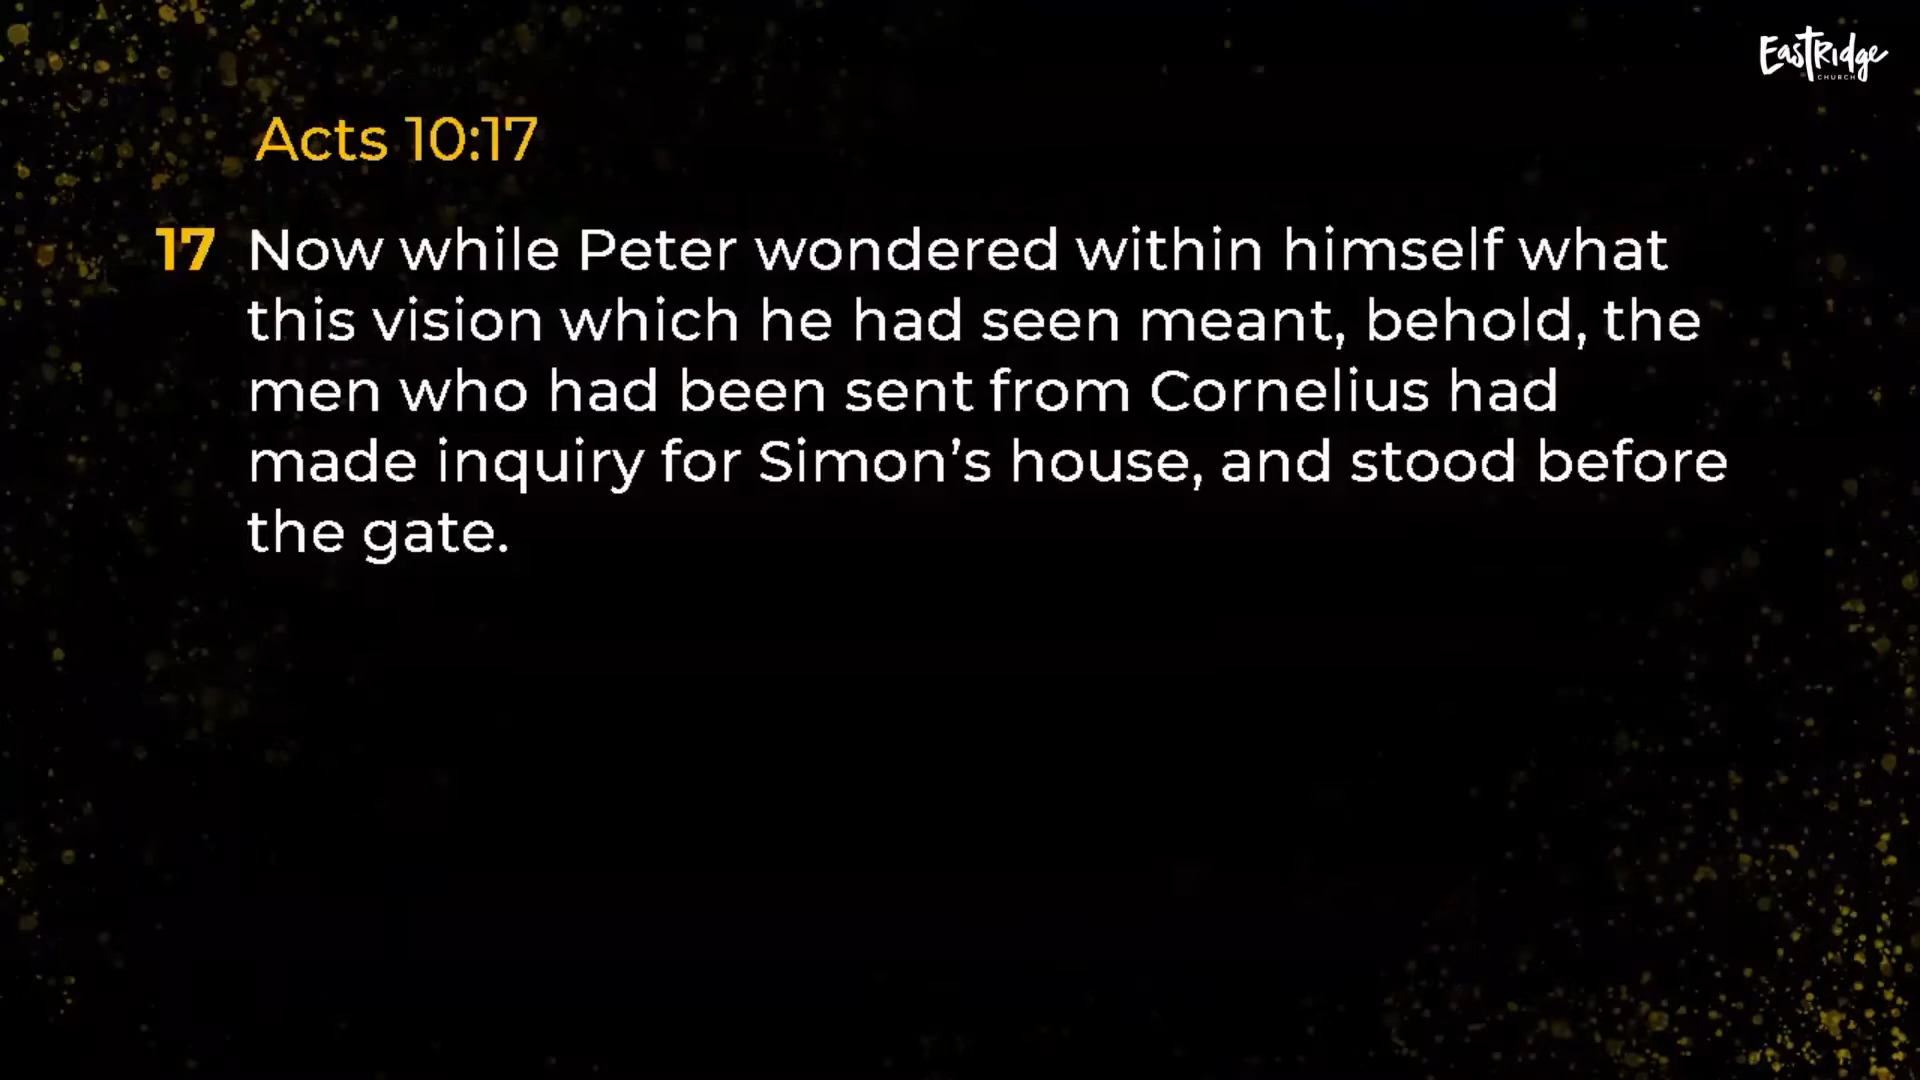 EastRidge
CHURCH
Acts 10:17
17 Now while Peter wondered within himself what
this vision which he had seen meant, behold, the
men who had been sent from Cornelius had
made inquiry for Simon’s house, and stood before
the gate.